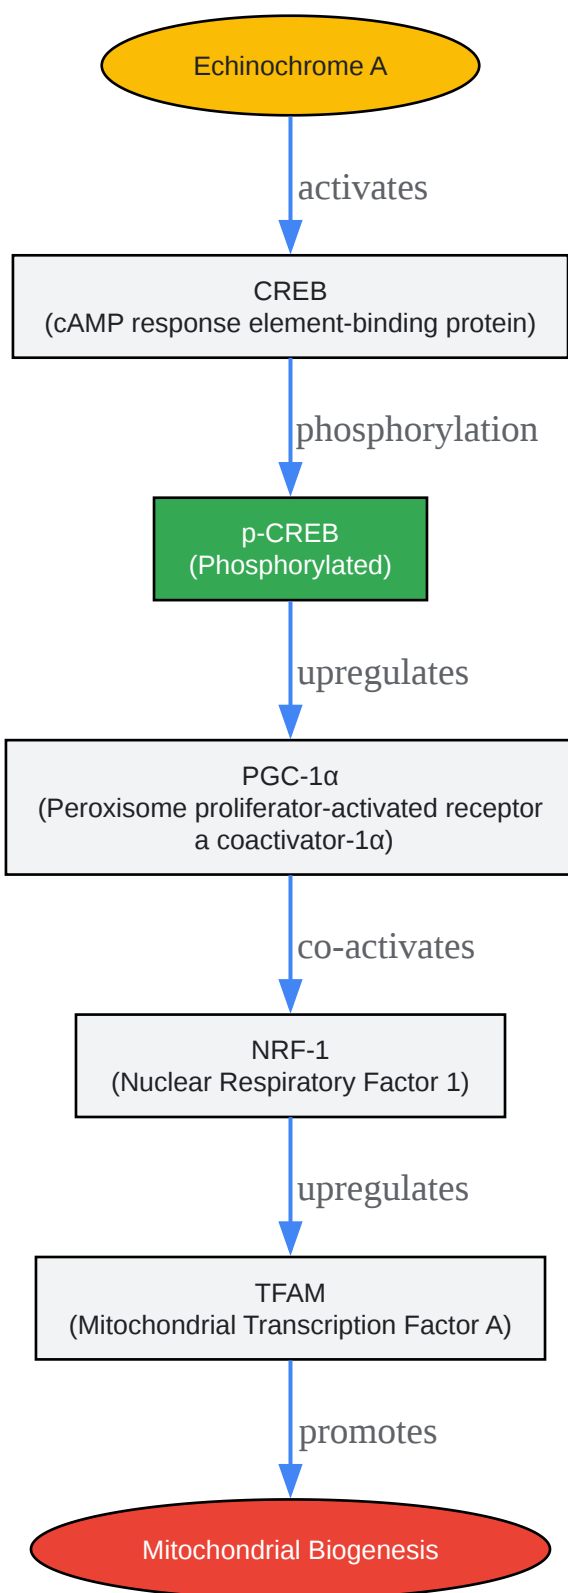 Echinochrome A
activates
CREB
(cAMP response element-binding protein)
phosphorylation
p-CREB
(Phosphorylated)
upregulates
PGC-1α
(Peroxisome proliferator-activated receptor
a coactivator-1α)
co-activates
NRF-1
(Nuclear Respiratory Factor 1)
upregulates
TFAM
(Mitochondrial Transcription Factor A)
promotes
Mitochondrial Biogenesis